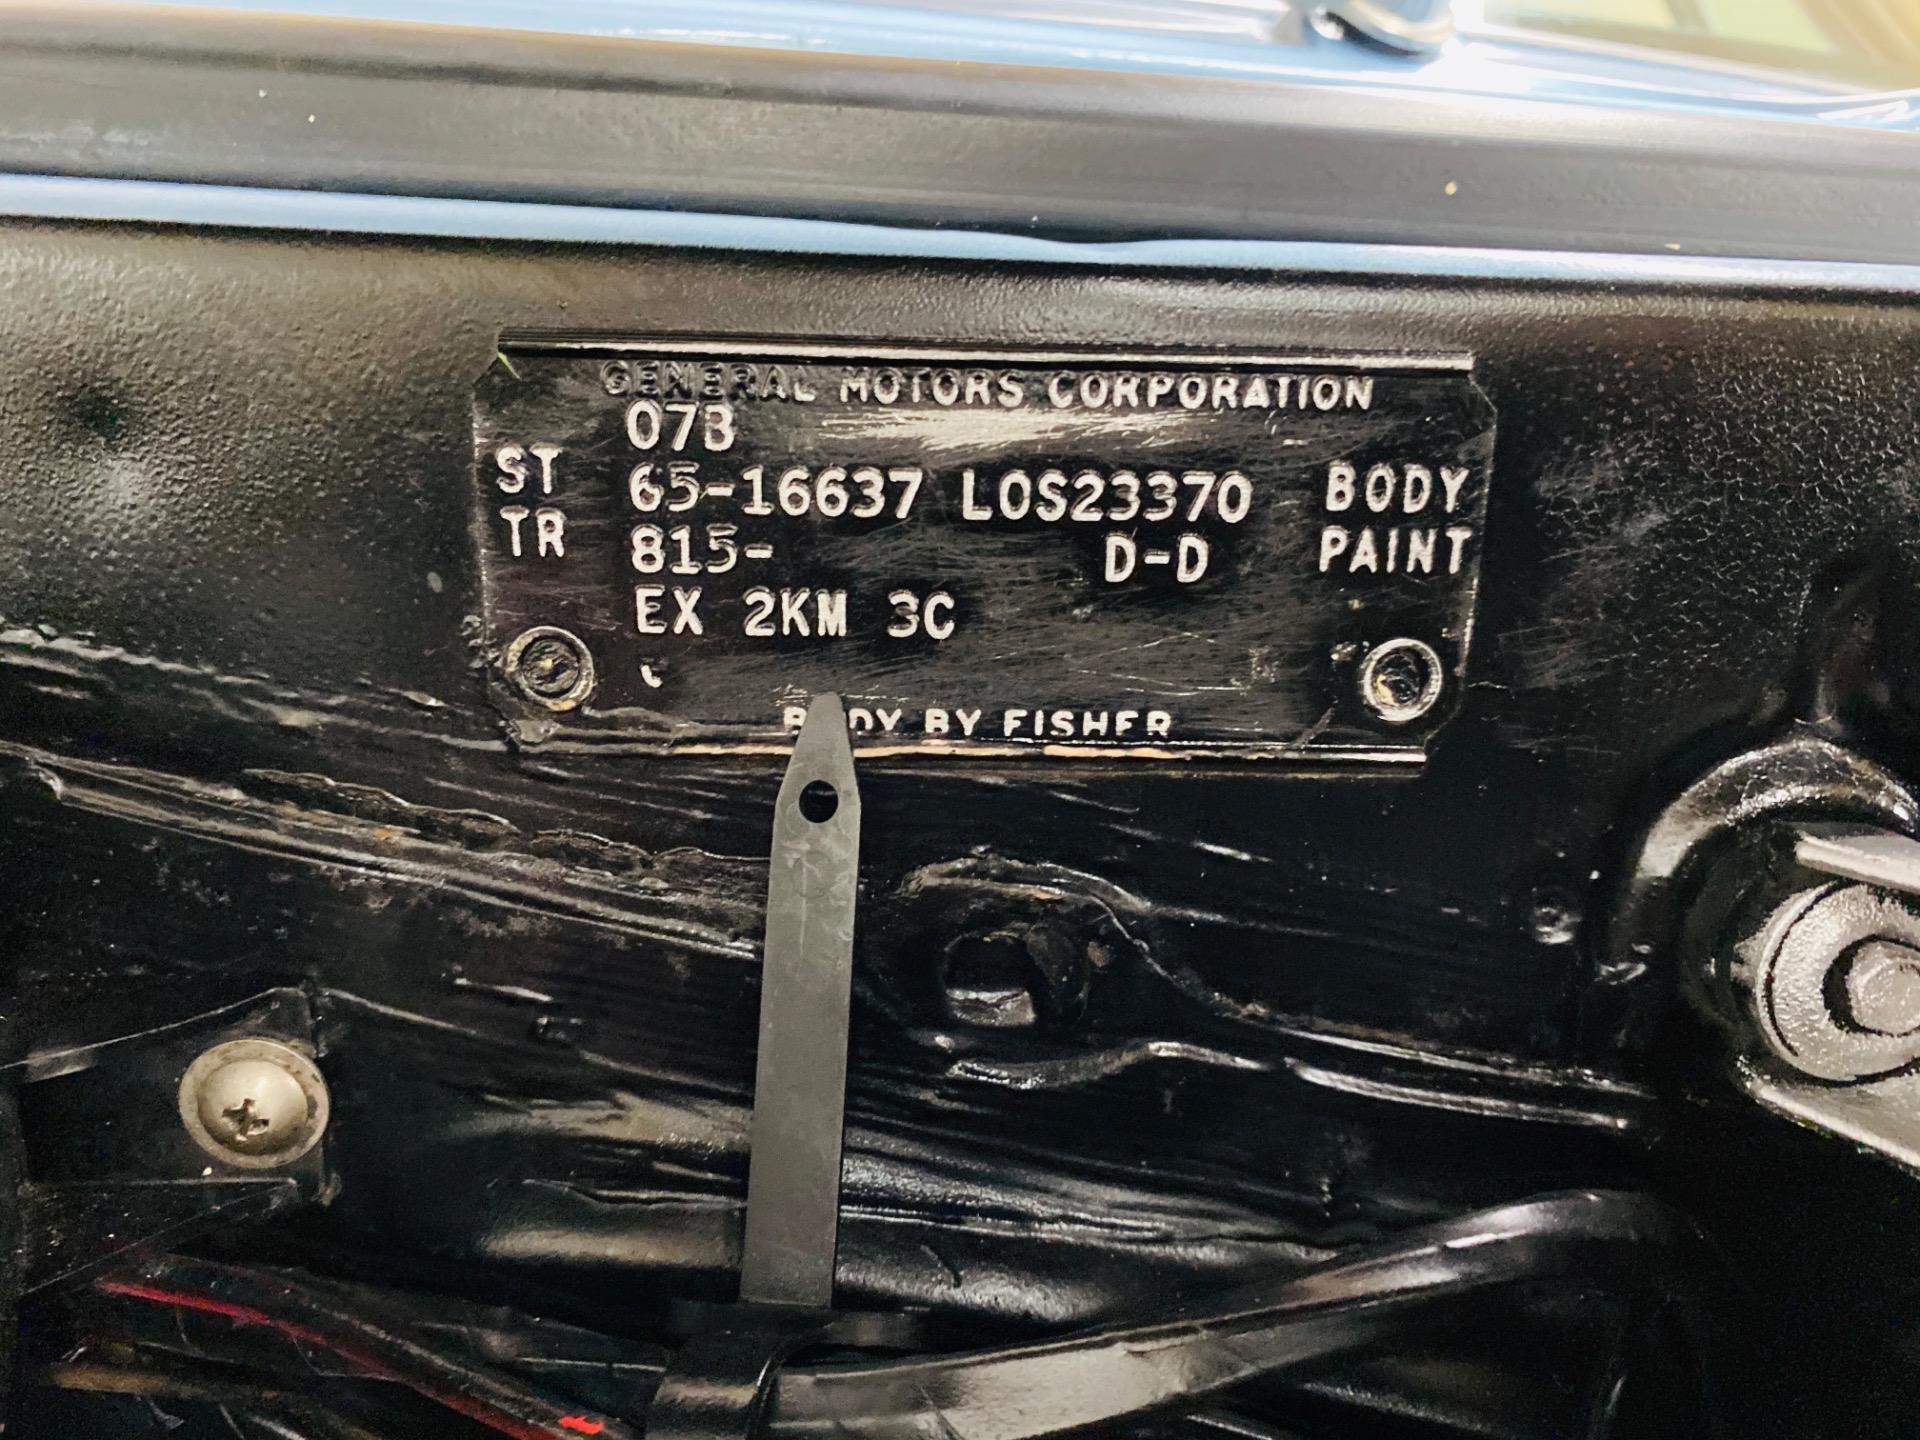 GENERAL MOTORS CORPORATION
07B
ST 65-16637 LOS23370 BODY
TR 815- D-D PAINT
EX 2KM 3C
BODY BY FISHER